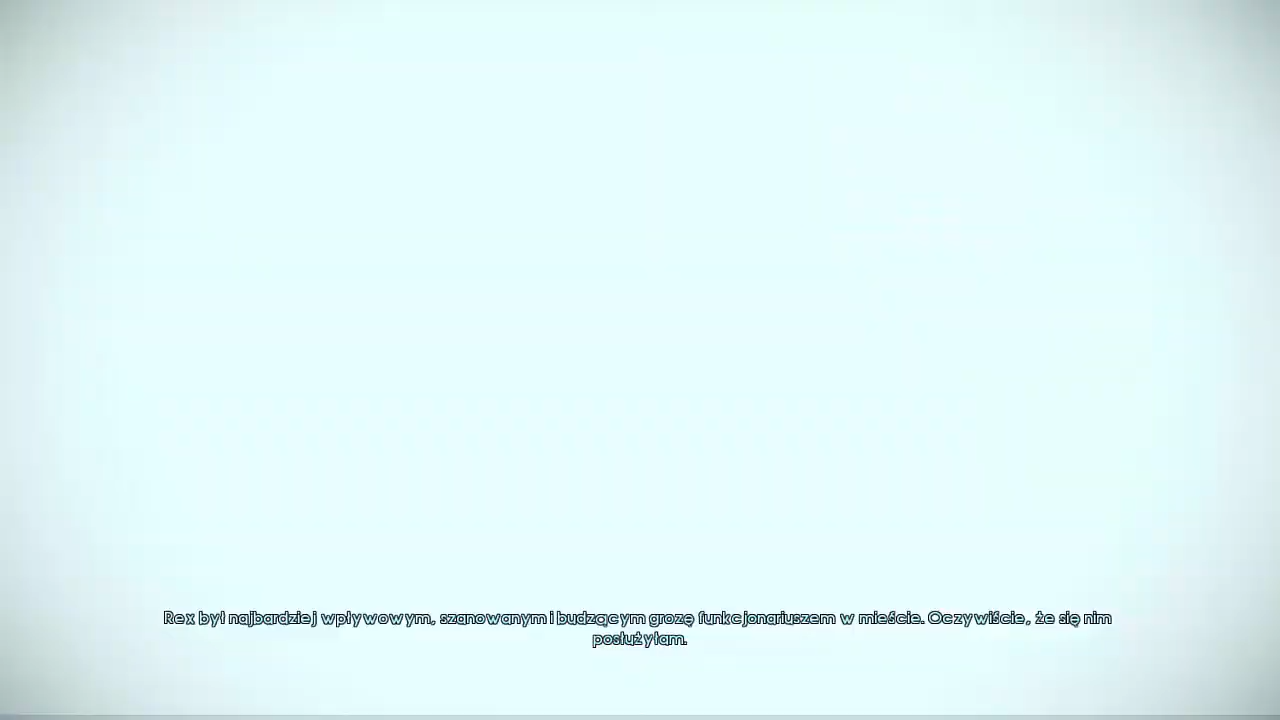 Rex był najbardziej wpływowym, szanowanym i budzącym grozę funkcjonariuszem w mieście. Oczywiście, że się nim
posłużyłam.